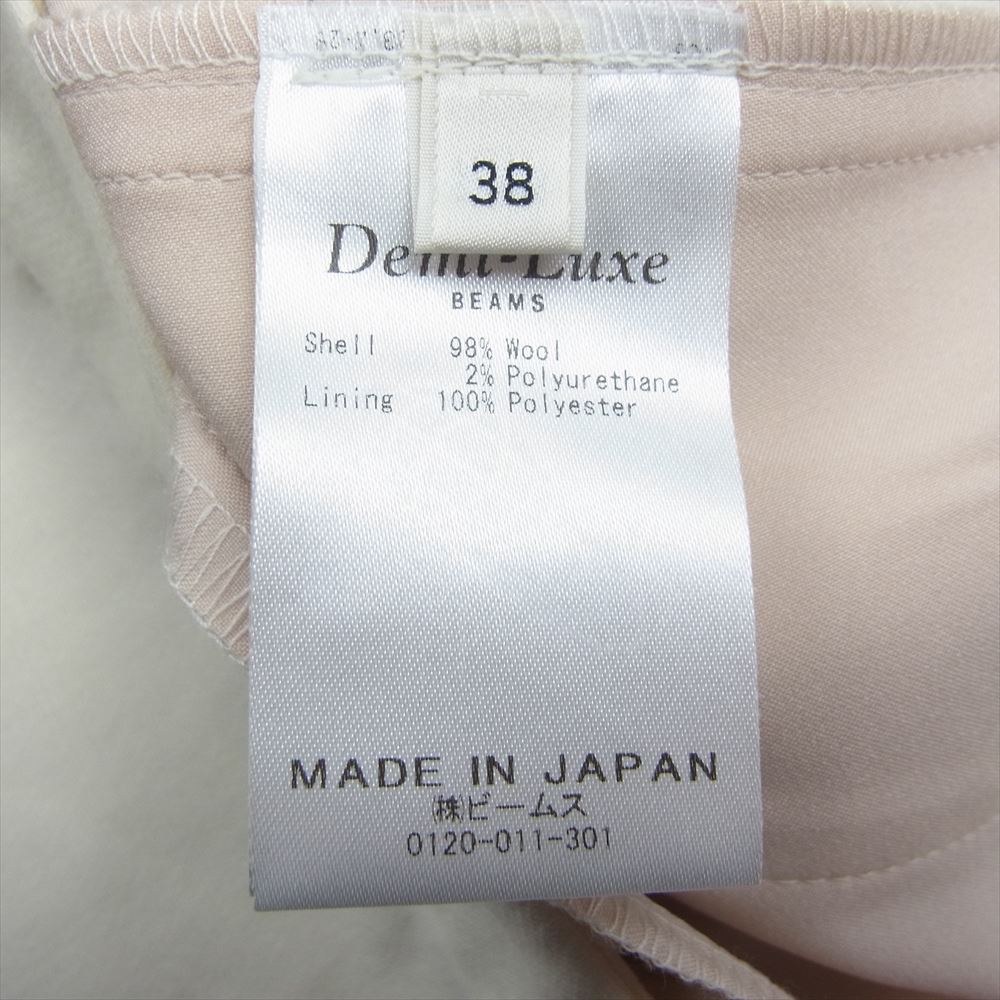 38
Demi-Luxe
BEAMS
Shell 98% Wool
2% Polyurethane
Lining 100% Polyester
MADE IN JAPAN
㈱ビームス
0120-011-301